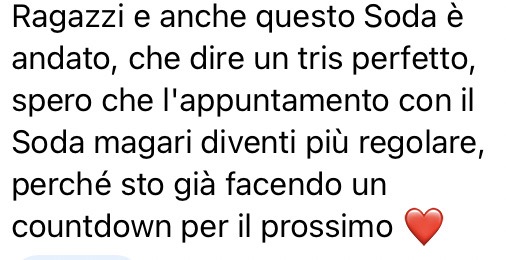 Ragazzi e anche questo Soda è
andato, che dire un tris perfetto,
spero che l'appuntamento con il
Soda magari diventi più regolare,
perché sto già facendo un
countdown per il prossimo ❤️